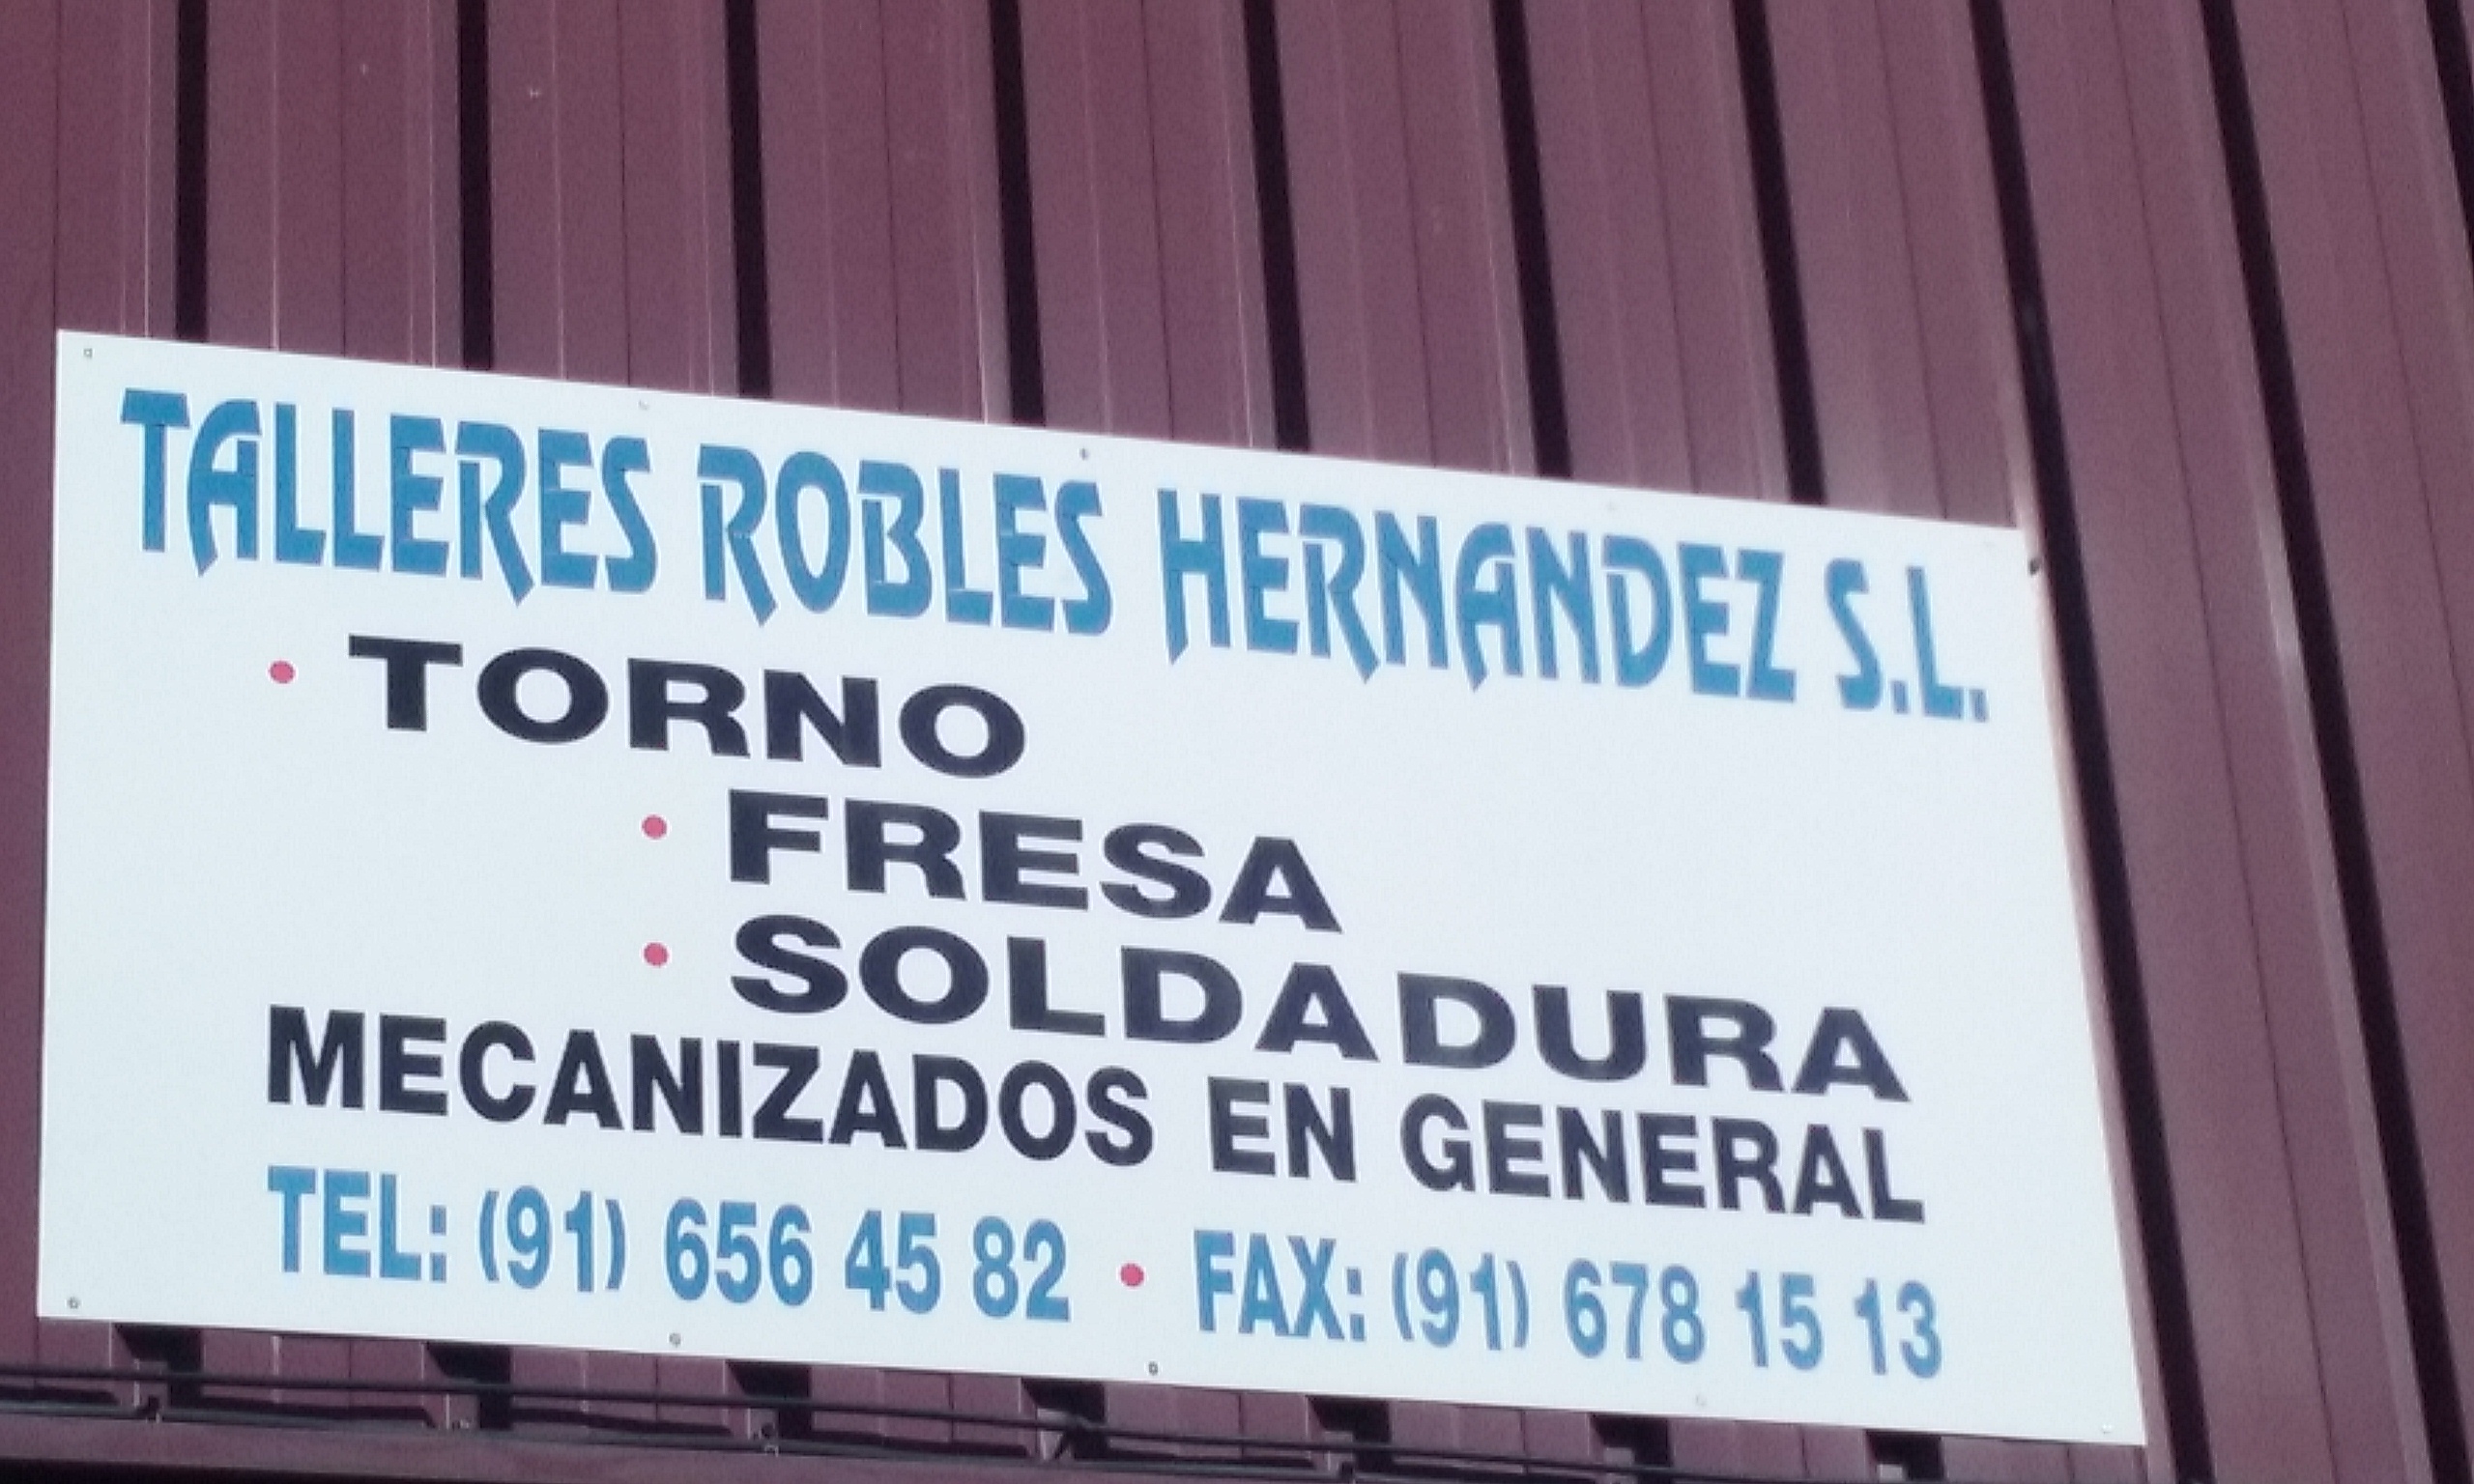 TALLERES ROBLES HERNANDEZ S.L.
• TORNO
• FRESA
• SOLDADURA
MECANIZADOS EN GENERAL
TEL: (91) 656 45 82 • FAX: (91) 678 15 13